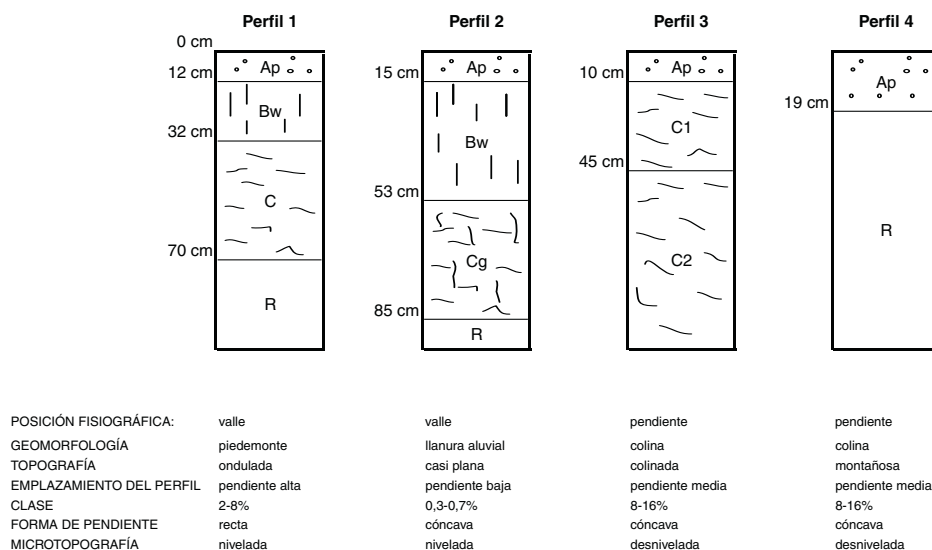 Perfil 1 Perfil 2 Perfil 3 Perfil 4
0 cm
12 cm Ap 15 cm Ap 10 cm Ap Ap
19 cm
Bw C1
32 cm Bw 45 cm
53 cm
C R
70 cm Cg C2
85 cm
R R
POSICIÓN FISIOGRÁFICA: valle valle pendiente pendiente
GEOMORFOLOGÍA piedemonte llanura aluvial colina colina
TOPOGRAFÍA ondulada casi plana colinada montañosa
EMPLAZAMIENTO DEL PERFIL pendiente alta pendiente baja pendiente media pendiente media
CLASE 2-8% 0,3-0,7% 8-16% 8-16%
FORMA DE PENDIENTE recta cóncava cóncava cóncava
MICROTOPOGRAFÍA nivelada nivelada desnivelada desnivelada